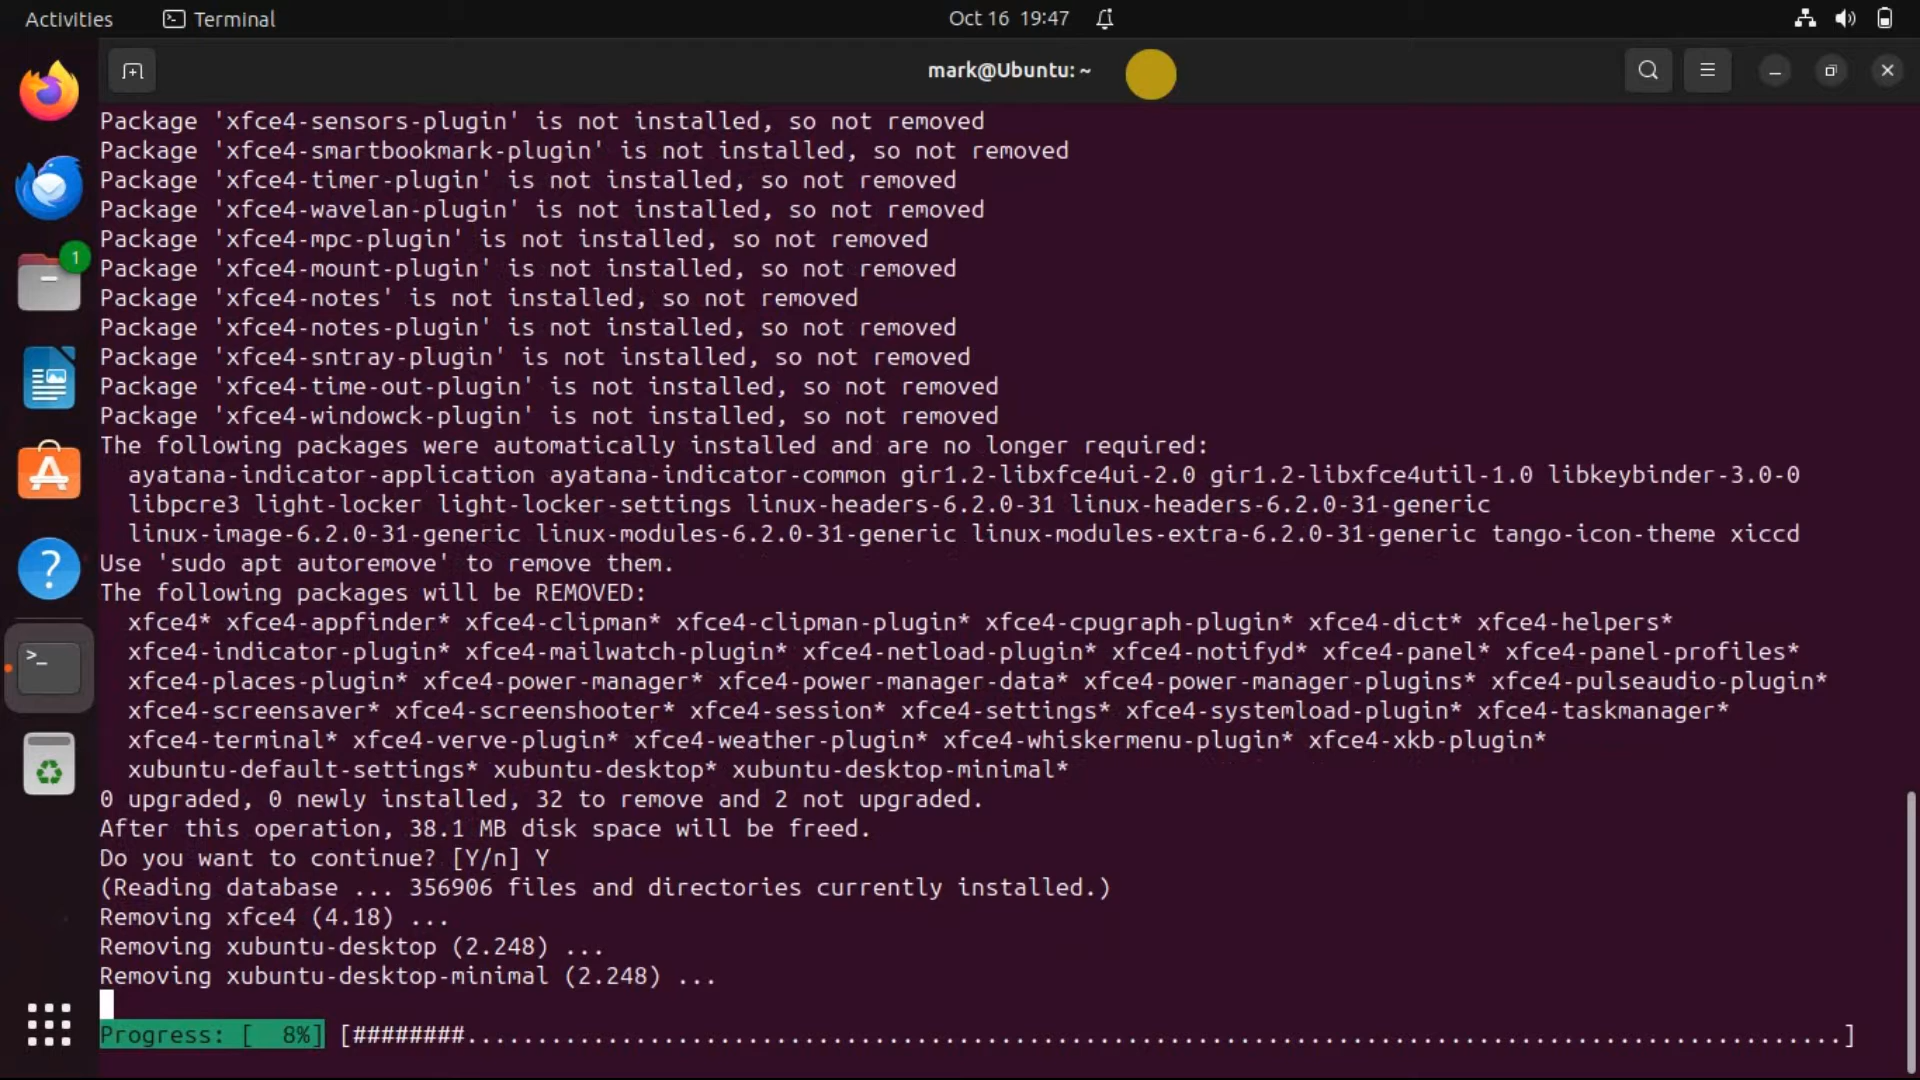 Activities
Terminal
Oct 16 19:47
mark@Ubuntu: ~
1
Package 'xfce4-sensors-plugin' is not installed, so not removed
Package 'xfce4-smartbookmark-plugin' is not installed, so not removed
Package 'xfce4-timer-plugin' is not installed, so not removed
Package 'xfce4-wavelan-plugin' is not installed, so not removed
Package 'xfce4-mpc-plugin' is not installed, so not removed
Package 'xfce4-mount-plugin' is not installed, so not removed
Package 'xfce4-notes' is not installed, so not removed
Package 'xfce4-notes-plugin' is not installed, so not removed
Package 'xfce4-sntray-plugin' is not installed, so not removed
Package 'xfce4-time-out-plugin' is not installed, so not removed
Package 'xfce4-windowck-plugin' is not installed, so not removed
The following packages were automatically installed and are no longer required:
ayatana-indicator-application ayatana-indicator-common gir1.2-libxfce4ui-2.0 gir1.2-libxfce4util-1.0 libkeybinder-3.0-0
libpcre3 light-locker light-locker-settings linux-headers-6.2.0-31 linux-headers-6.2.0-31-generic
linux-image-6.2.0-31-generic linux-modules-6.2.0-31-generic linux-modules-extra-6.2.0-31-generic tango-icon-theme xiccd
Use 'sudo apt autoremove' to remove them.
The following packages will be REMOVED:
xfce4* xfce4-appfinder* xfce4-clipman* xfce4-clipman-plugin* xfce4-cpugraph-plugin* xfce4-dict* xfce4-helpers*
xfce4-indicator-plugin* xfce4-mailwatch-plugin* xfce4-netload-plugin* xfce4-notifyd* xfce4-panel* xfce4-panel-profiles*
xfce4-places-plugin* xfce4-power-manager* xfce4-power-manager-data* xfce4-power-manager-plugins* xfce4-pulseaudio-plugin*
xfce4-screensaver* xfce4-screenshooter* xfce4-session* xfce4-settings* xfce4-systemload-plugin* xfce4-taskmanager*
xfce4-terminal* xfce4-verve-plugin* xfce4-weather-plugin* xfce4-whiskermenu-plugin* xfce4-xkb-plugin*
xubuntu-default-settings* xubuntu-desktop* xubuntu-desktop-minimal*
0 upgraded, 0 newly installed, 32 to remove and 2 not upgraded.
After this operation, 38.1 MB disk space will be freed.
Do you want to continue? [Y/n] Y
(Reading database ... 356906 files and directories currently installed.)
Removing xfce4 (4.18) ...
Removing xubuntu-desktop (2.248) ...
Removing xubuntu-desktop-minimal (2.248) ...
Progress: [  8%] [########..................................................................................................]